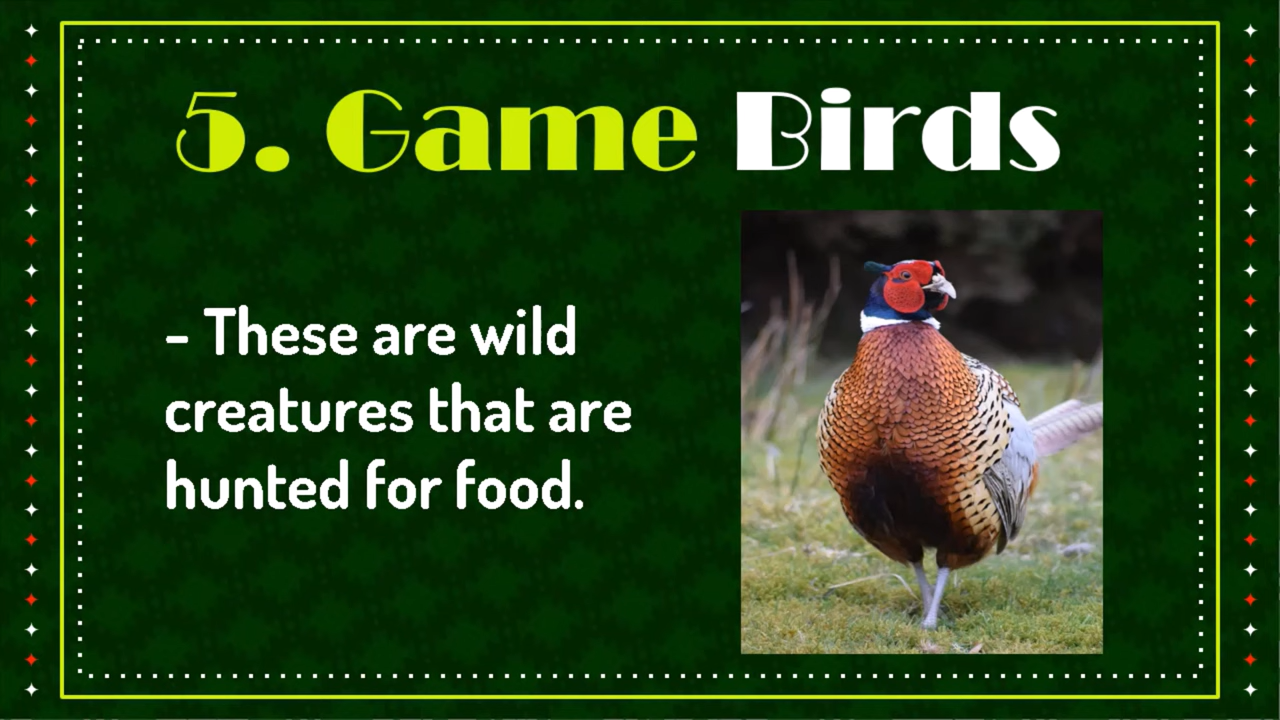 5. Game Birds
- These are wild
creatures that are
hunted for food.